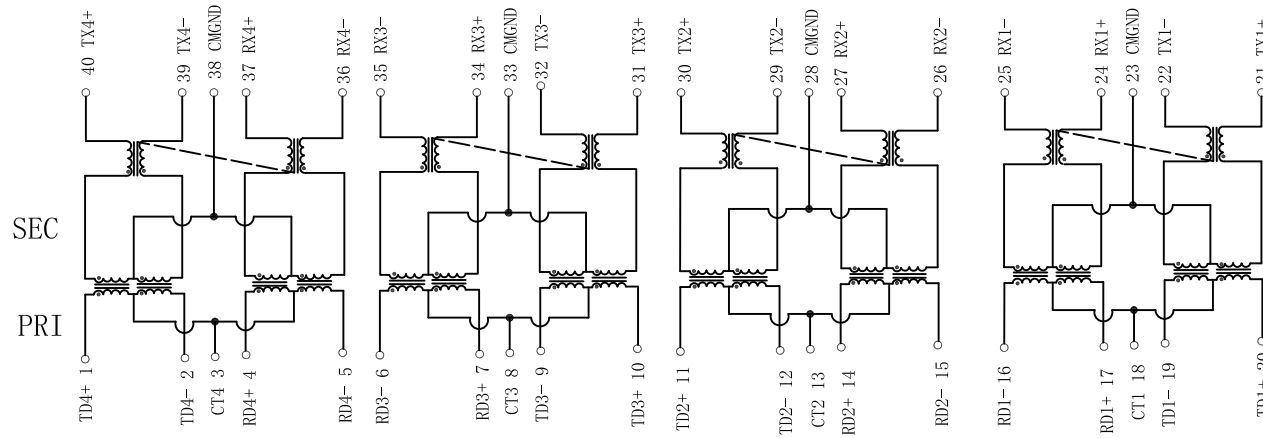 40 TX4+
39 TX4-
38 CMGND
37 RX4+
36 RX4-
35 RX3-
34 RX3+
33 CMGND
32 TX3-
31 TX3+
30 TX2+
29 TX2-
28 CMGND
27 RX2+
26 RX2-
25 RX1-
24 RX1+
23 CMGND
22 TX1-
21 TX1+
SEC
PRI
TD4+ 1
TD4- 2
CT4 3
RD4+ 4
RD4- 5
RD3- 6
RD3+ 7
CT3 8
TD3- 9
TD3+ 10
TD2+ 11
TD2- 12
CT2 13
RD2+ 14
RD2- 15
RD1- 16
RD1+ 17
CT1 18
TD1- 19
TD1+ 20